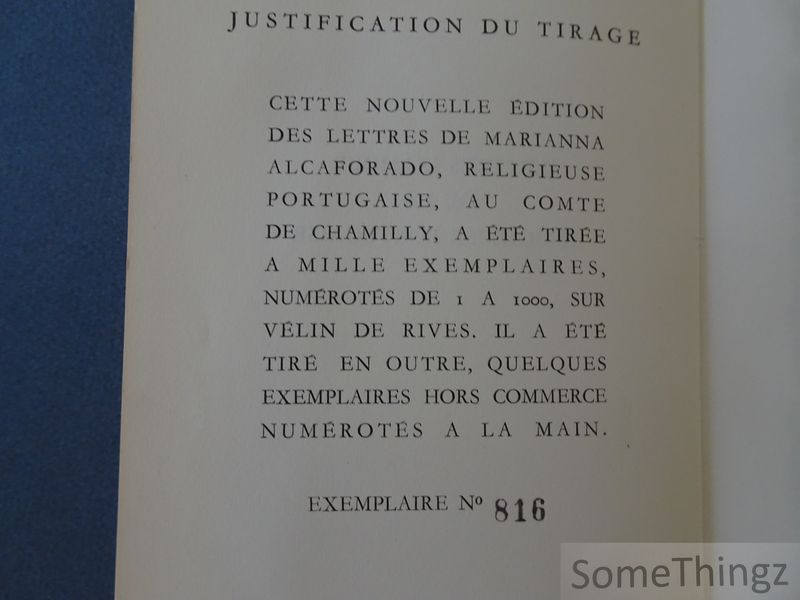 JUSTIFICATION DU TIRAGE
CETTE NOUVELLE ÉDITION
DES LETTRES DE MARIANNA
ALCAFORADO, RELIGIEUSE
PORTUGAISE, AU COMTE
DE CHAMILLY, A ÉTÉ TIRÉE
A MILLE EXEMPLAIRES,
NUMÉROTÉS DE 1 A 1000, SUR
VÉLIN DE RIVES. IL A ÉTÉ
TIRÉ EN OUTRE, QUELQUES
EXEMPLAIRES HORS COMMERCE
NUMÉROTÉS A LA MAIN.
EXEMPLAIRE Nº 816
SomeThingz